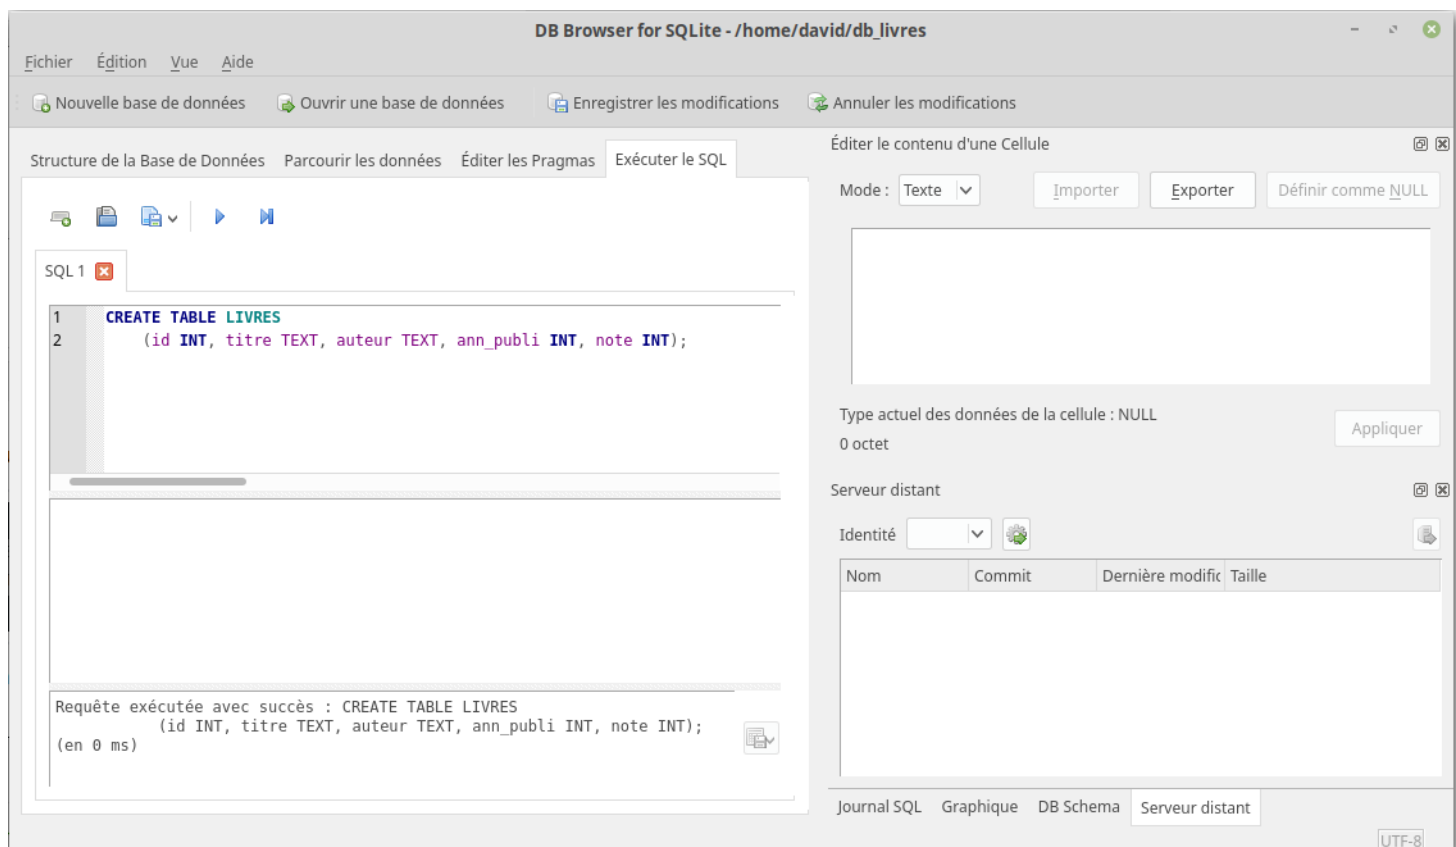 DB Browser for SQLite - /home/david/db_livres
Fichier Édition Vue Aide
Nouvelle base de données Ouvrir une base de données Enregistrer les modifications Annuler les modifications
Structure de la Base de Données Parcourir les données Éditer les Pragmas Exécuter le SQL
SQL 1
1 CREATE TABLE LIVRES
2 (id INT, titre TEXT, auteur TEXT, ann_publi INT, note INT);
Requête exécutée avec succès : CREATE TABLE LIVRES
(id INT, titre TEXT, auteur TEXT, ann_publi INT, note INT);
(en 0 ms)
Éditer le contenu d'une Cellule
Mode : Texte Importer Exporter Définir comme NULL
Type actuel des données de la cellule : NULL
0 octet
Appliquer
Serveur distant
Identité
Nom Commit Dernière modific Taille
Journal SQL Graphique DB Schema Serveur distant
UTF-8